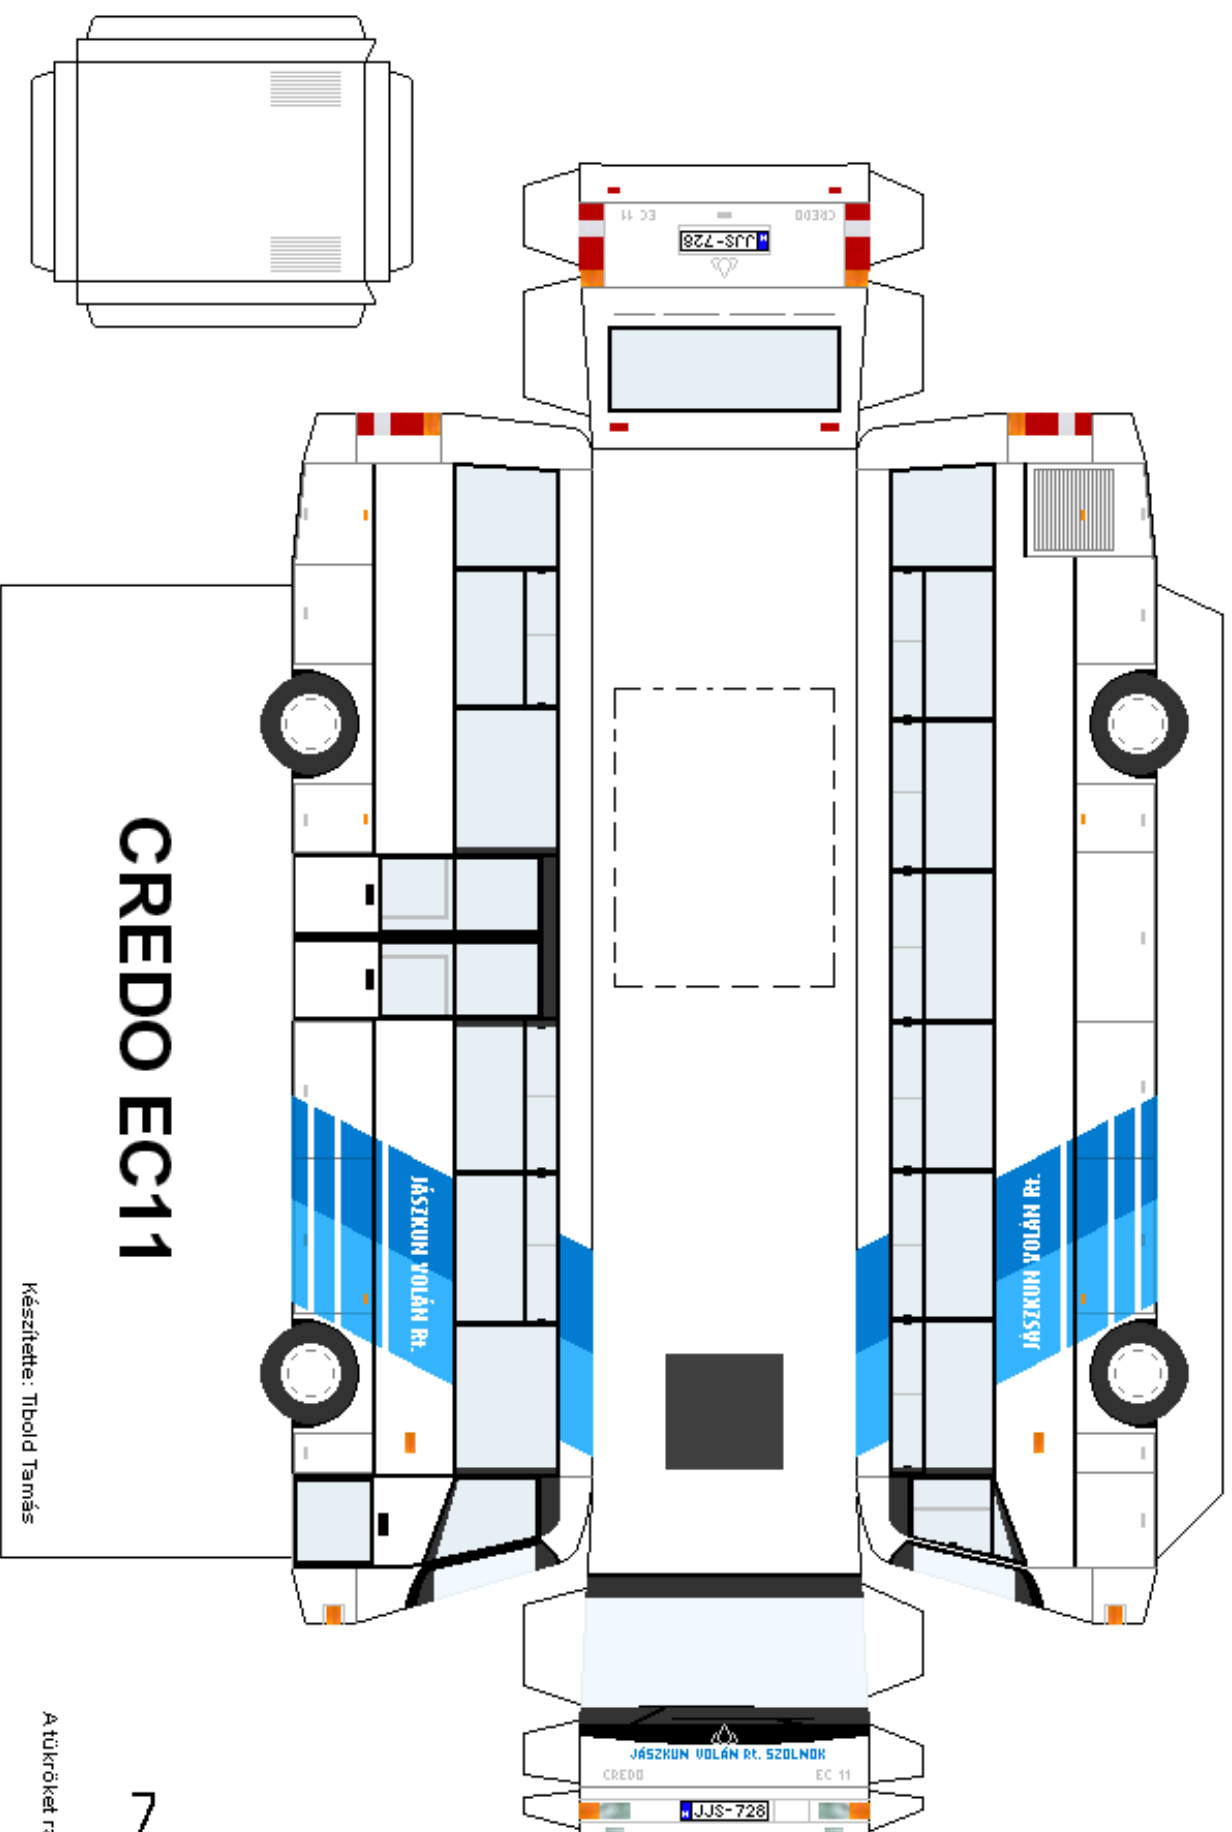 EC 11
CREDO
JJS-728
CREDO EC11
JÁSZKUN VOLÁN Rt.
JÁSZKUN VOLÁN Rt.
Készítette: Tibold Tamás
JÁSZKUN VOLÁN Rt. SZOLNOK
CREDO
EC 11
JJS-728
A tükröket